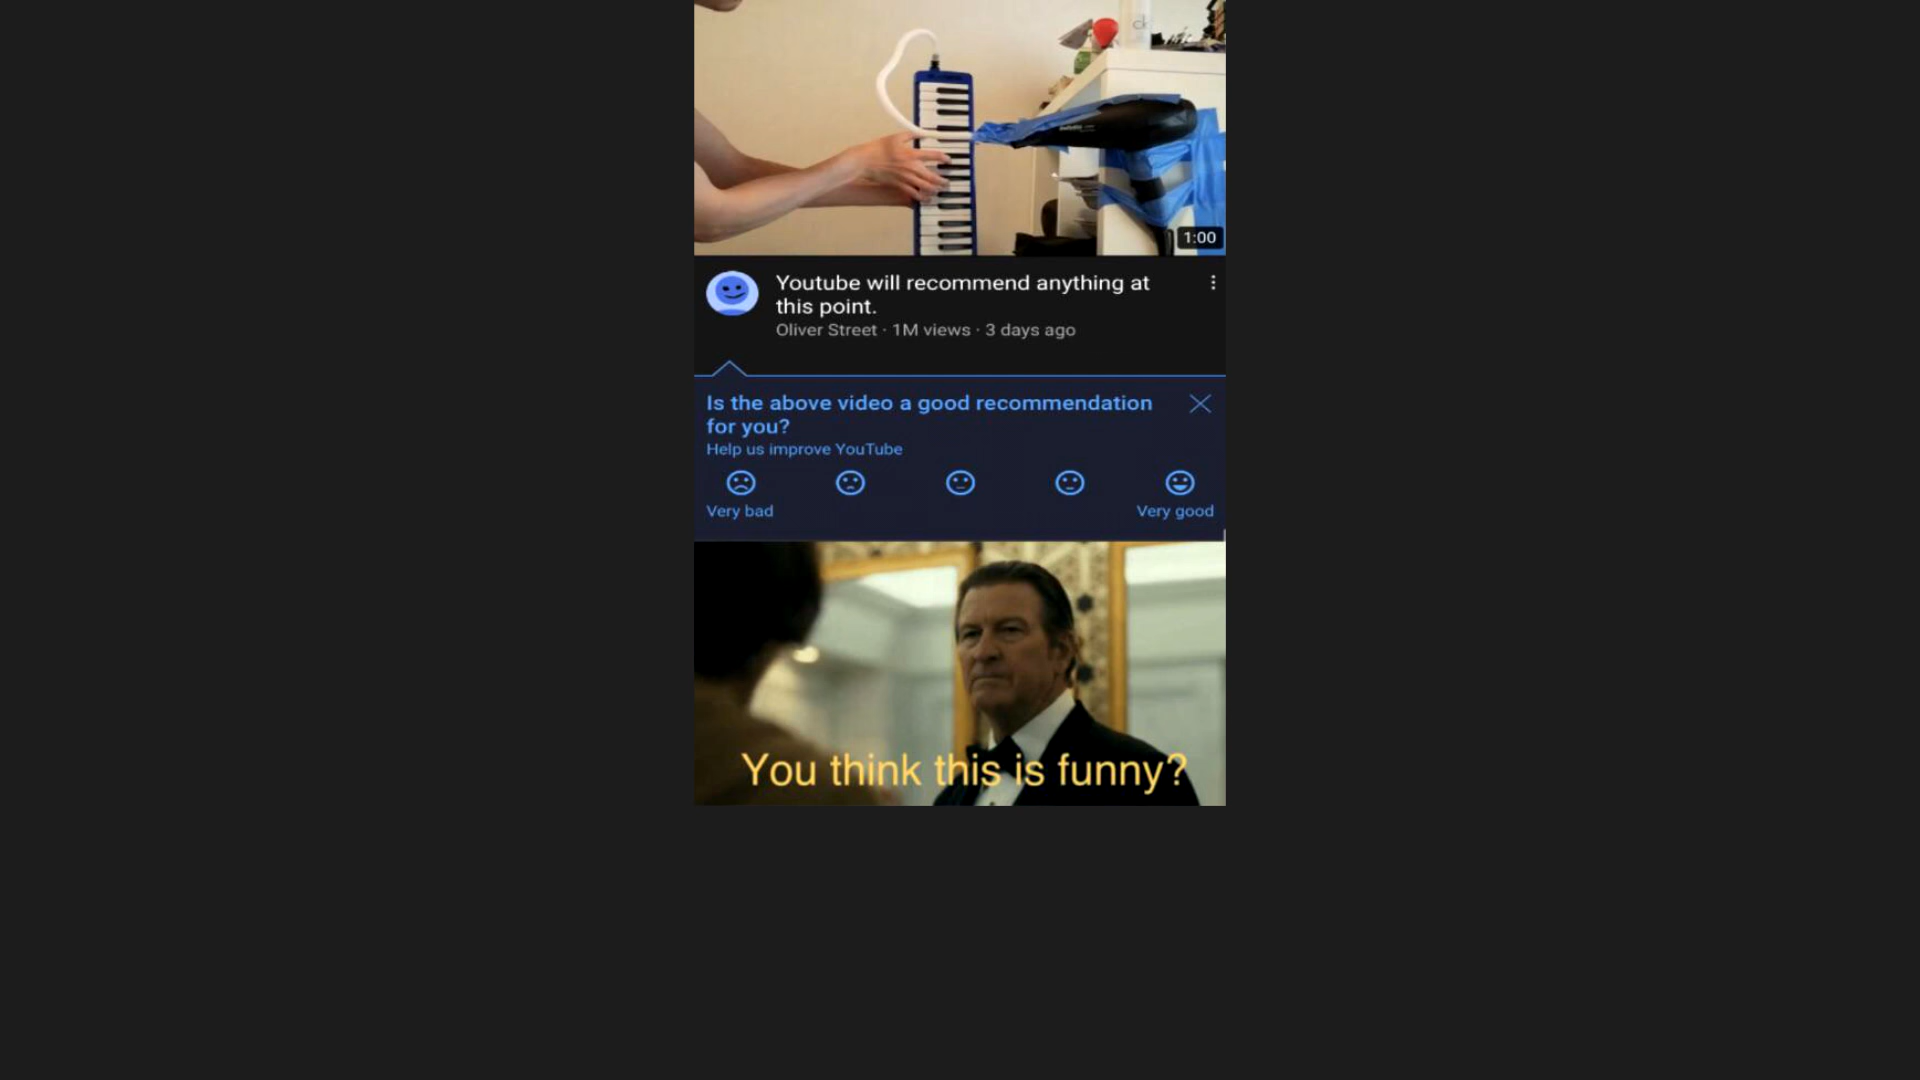 ck
1:00
Youtube will recommend anything at
this point.
Oliver Street · 1M views · 3 days ago
Is the above video a good recommendation
for you?
Help us improve YouTube
Very bad
Very good
You think this is funny?